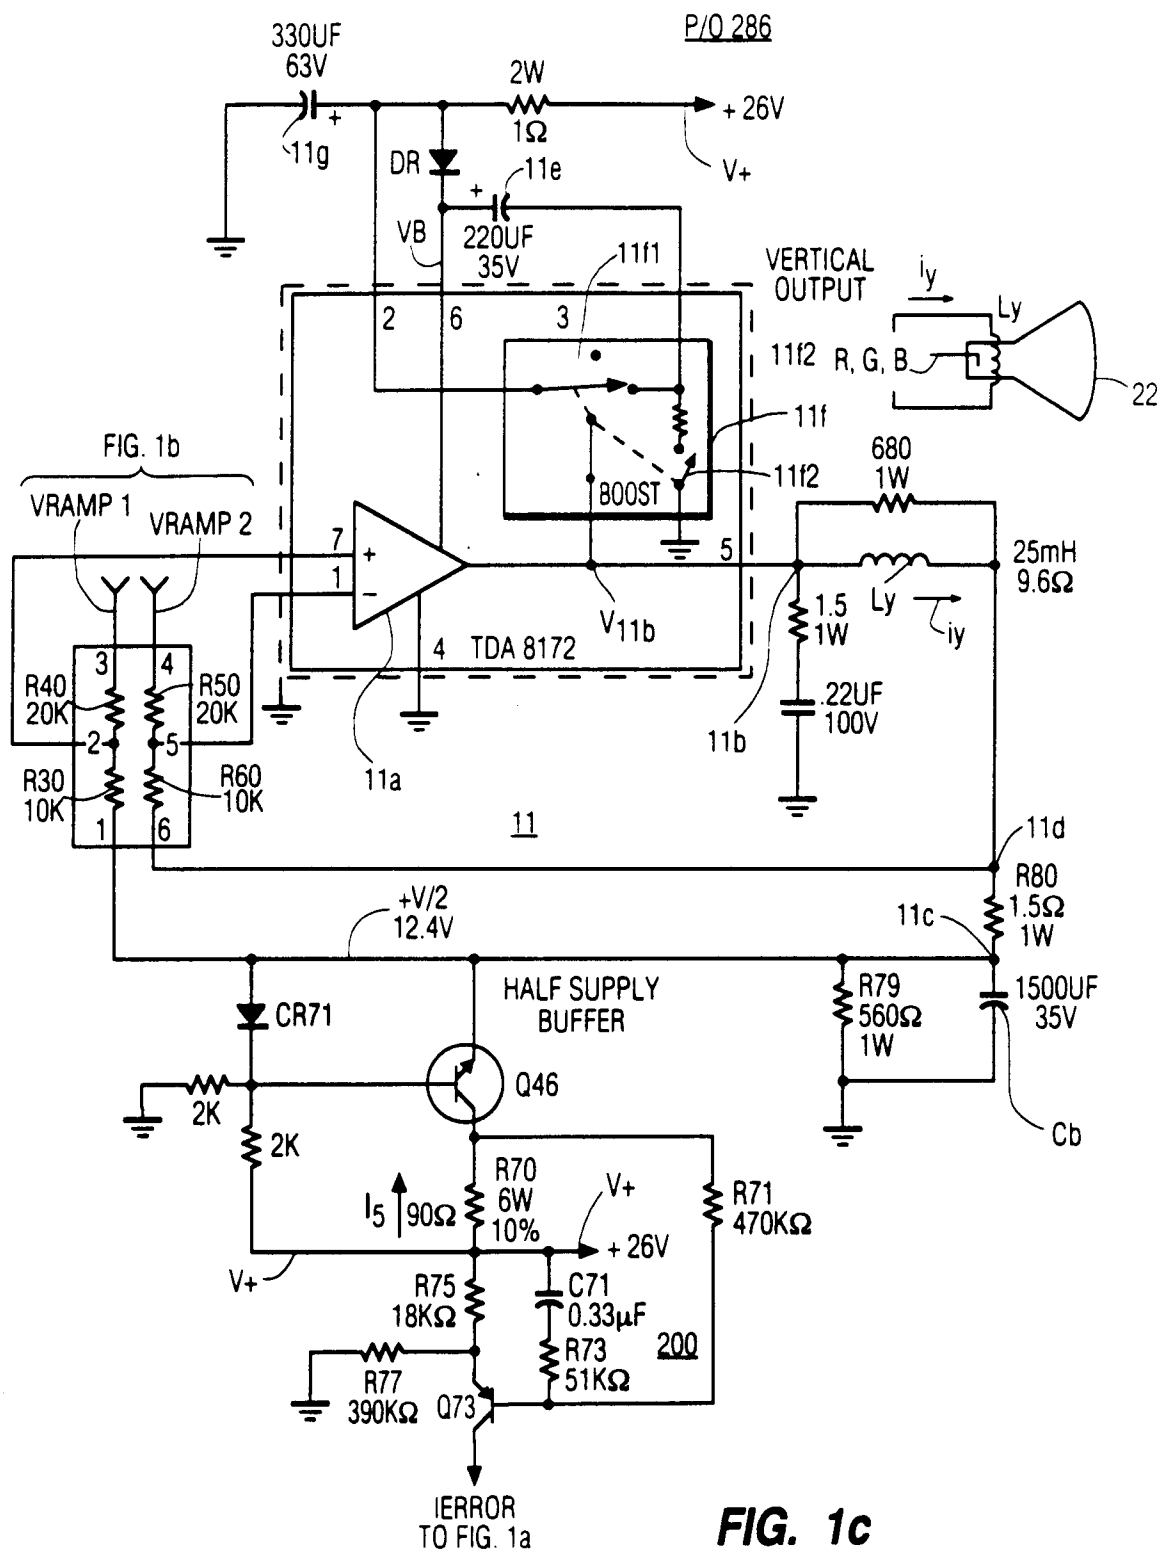 P/O 286
330UF
63V
+
11g
2W
1Ω
+ 26V
V+
DR
+
11e
220UF
35V
VB
11f1
VERTICAL
OUTPUT
iy
Ly
R, G, B
22
2
6
3
11f2
11f
11f2
BOOST
FIG. 1b
VRAMP 1
VRAMP 2
7
+
1
−
5
V11b
TDA 8172
4
11a
680
1W
25mH
9.6Ω
Ly
iy
1.5
1W
.22UF
100V
11b
3
4
R40
20K
R50
20K
2
5
R30
10K
R60
10K
1
6
11
11d
R80
1.5Ω
1W
11c
+V/2
12.4V
HALF SUPPLY
BUFFER
CR71
R79
560Ω
1W
1500UF
35V
Cb
Q46
2K
2K
I5
90Ω
R70
6W
10%
V+
R71
470KΩ
+ 26V
V+
R75
18KΩ
C71
0.33μF
200
R73
51KΩ
R77
390KΩ
Q73
IERROR
TO FIG. 1a
FIG. 1c